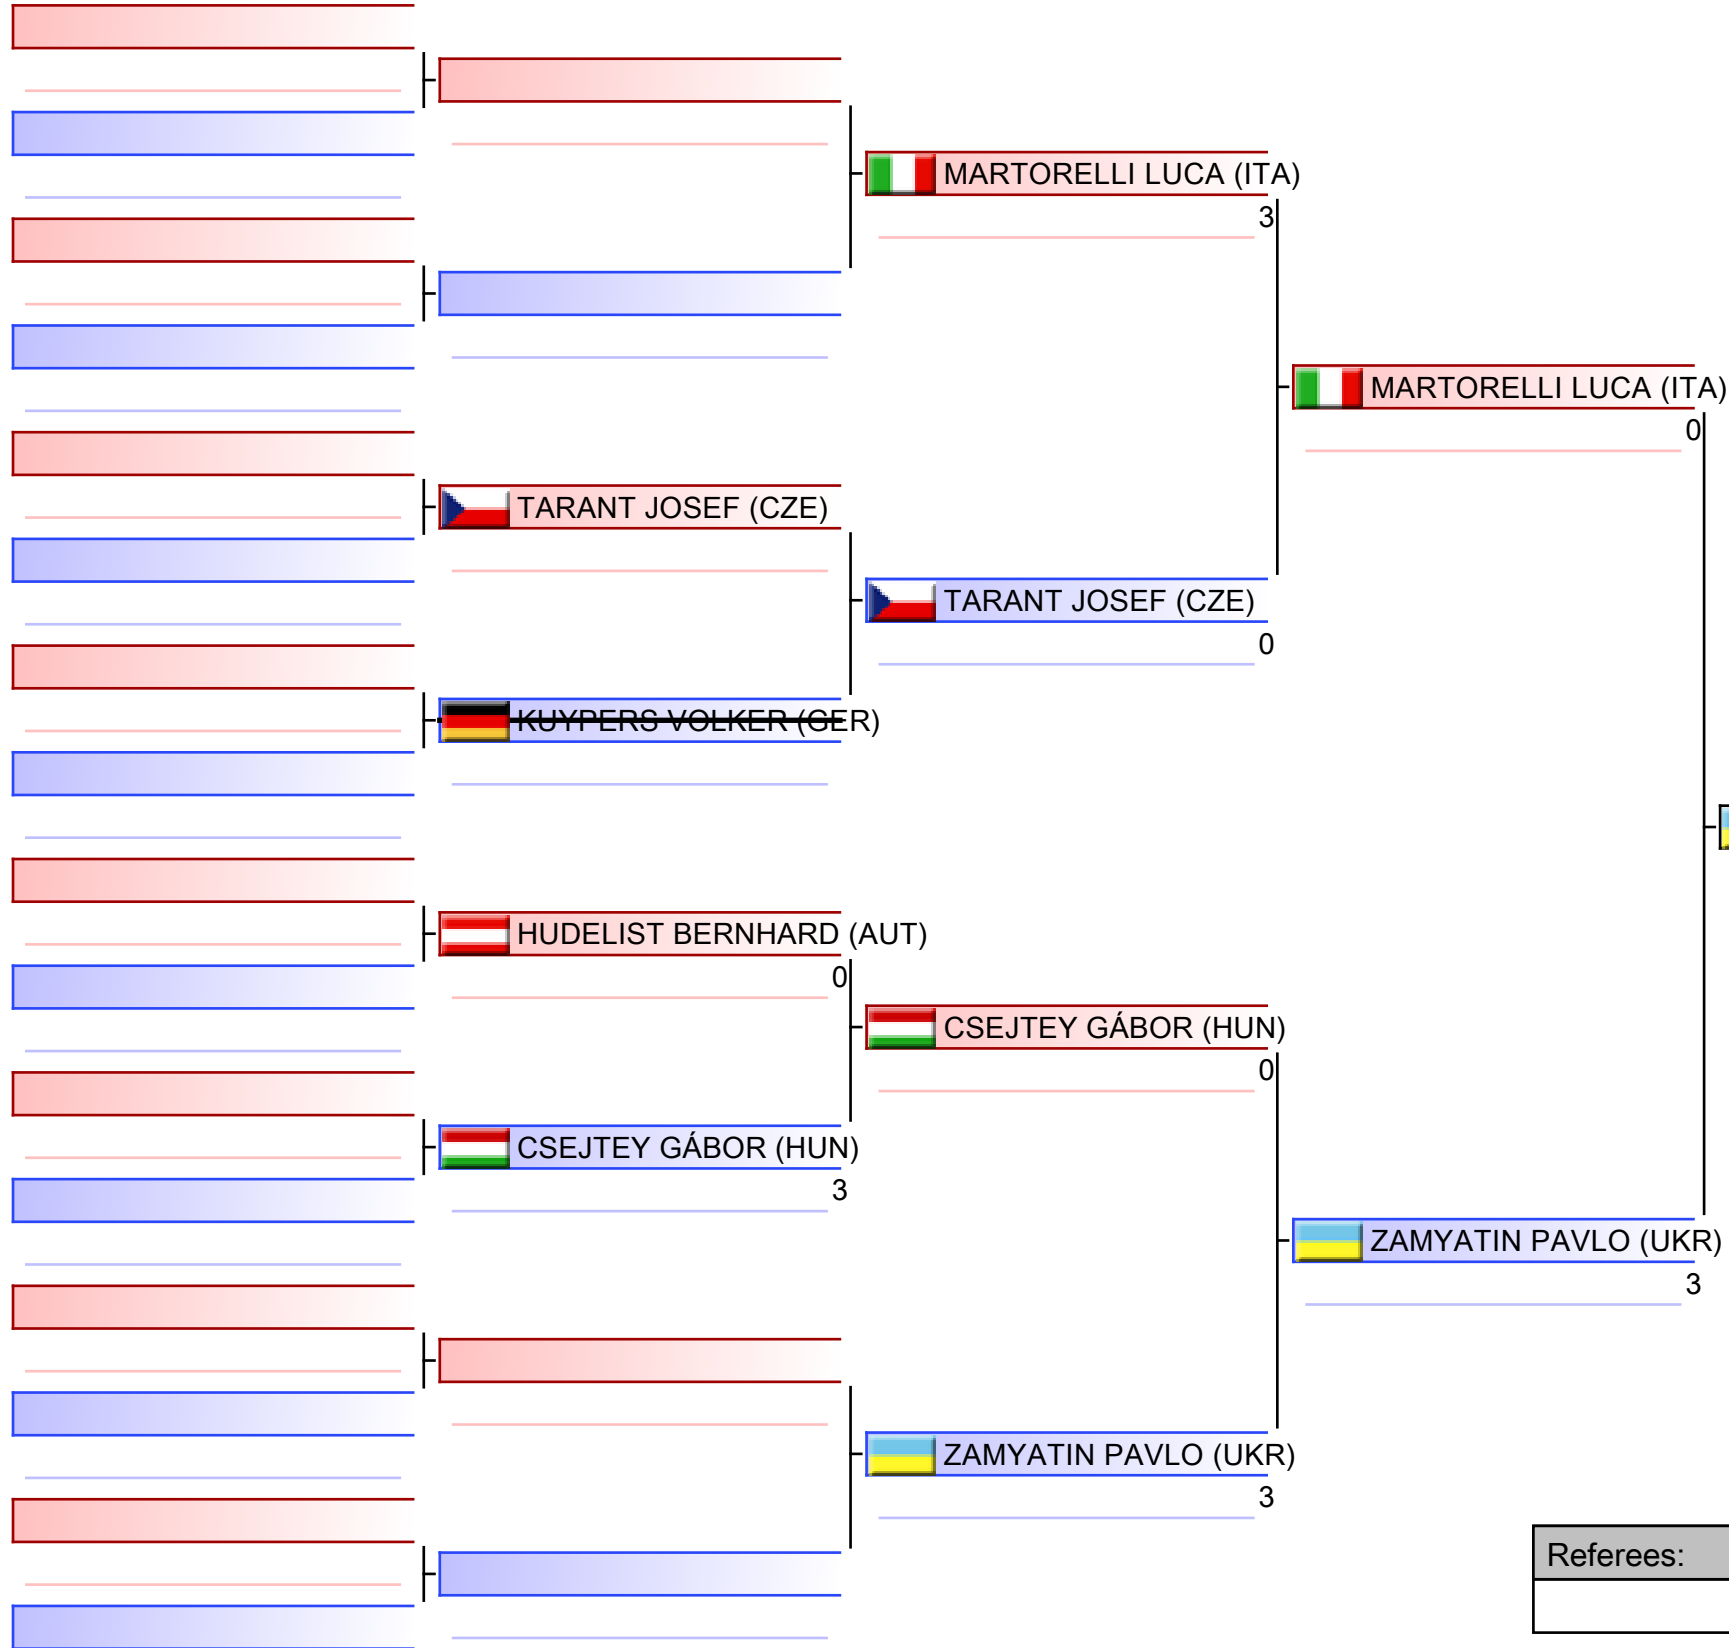 MARTORELLI LUCA (ITA)
3
MARTORELLI LUCA (ITA)
0
TARANT JOSEF (CZE)
TARANT JOSEF (CZE)
0
KUYPERS VOLKER (GER)
HUDELIST BERNHARD (AUT)
0
CSEJTEY GÁBOR (HUN)
0
CSEJTEY GÁBOR (HUN)
3
ZAMYATIN PAVLO (UKR)
3
ZAMYATIN PAVLO (UKR)
3
Referees: